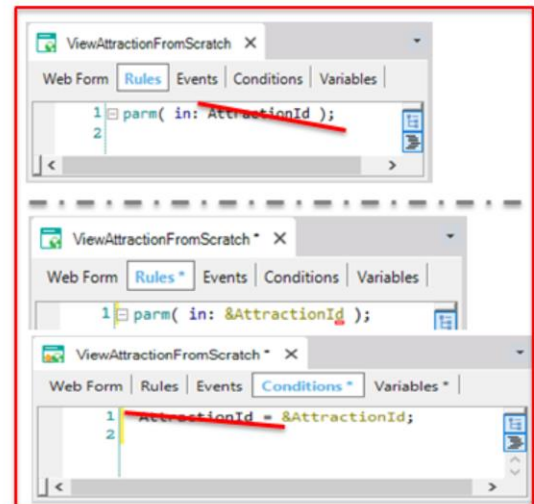 ViewAttractionFromScratch X
Web Form Rules Events Conditions Variables
1 parm( in: AttractionId );
2
ViewAttractionFromScratch * X
Web Form Rules * Events Conditions Variables
1 parm( in: &AttractionId );
ViewAttractionFromScratch * X
Web Form Rules Events Conditions * Variables *
1 AttractionId = &AttractionId;
2